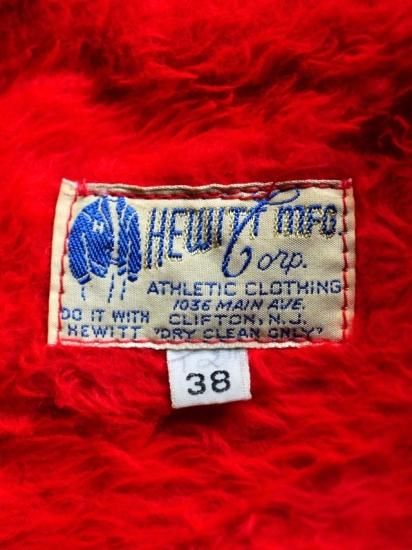 HEWITT MFG.
Corp.
ATHLETIC CLOTHING
1036 MAIN AVE.
CLIFTON, N.J.
"DRY CLEAN ONLY"
DO IT WITH
HEWITT
38